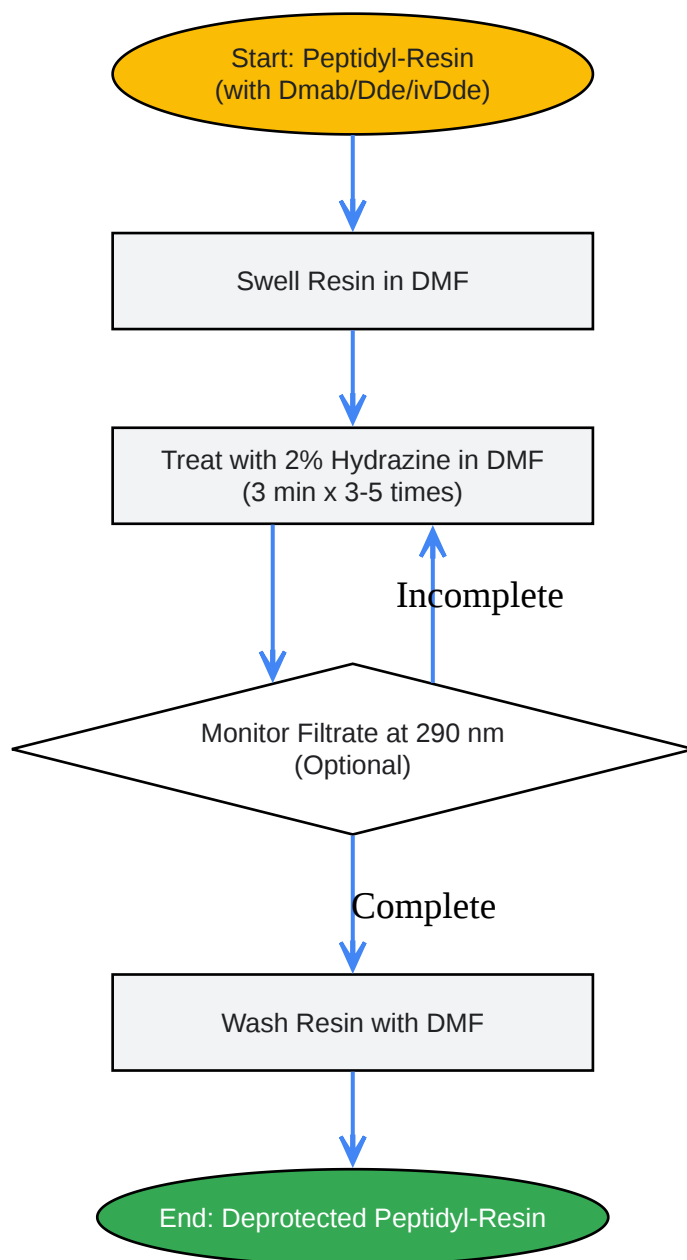 Start: Peptidyl-Resin
(with Dmab/Dde/ivDde)
Swell Resin in DMF
Treat with 2% Hydrazine in DMF
(3 min x 3-5 times)
Incomplete
Monitor Filtrate at 290 nm
(Optional)
Complete
Wash Resin with DMF
End: Deprotected Peptidyl-Resin